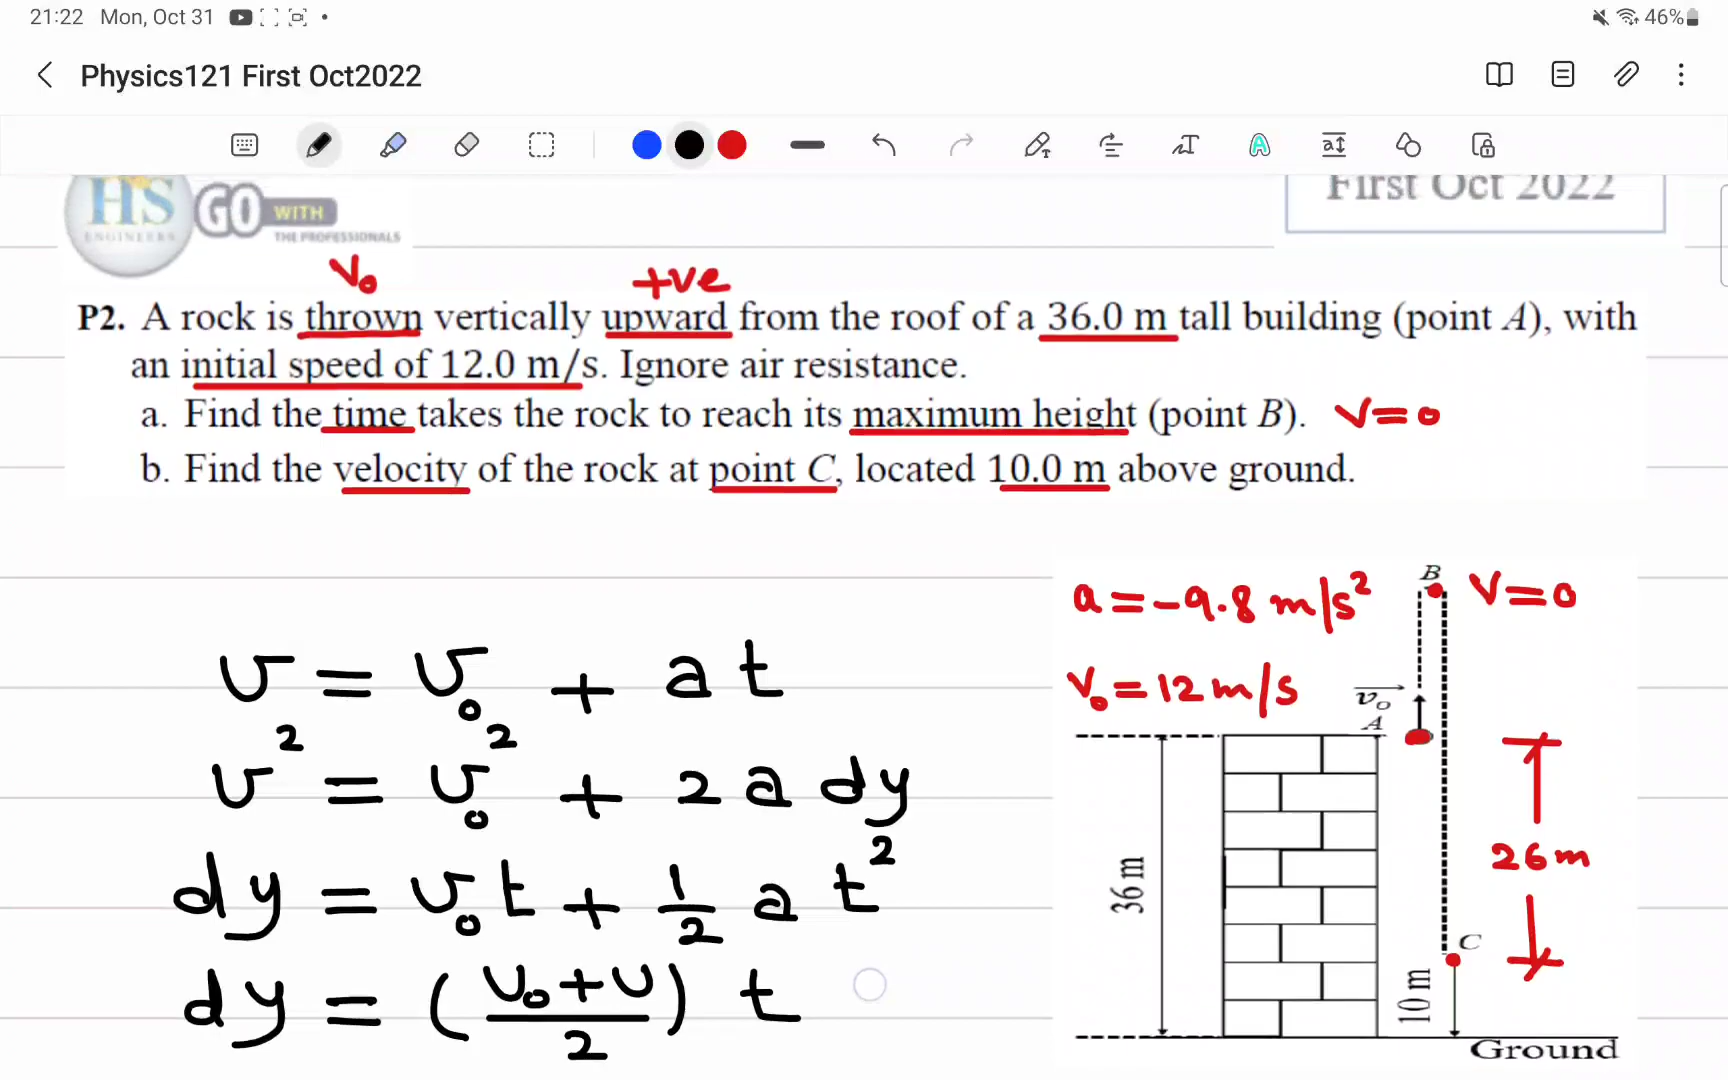 21:22 Mon, Oct 31
46%
Physics121 First Oct2022
HS
ENGINEERS
GO WITH
THE PROFESSIONALS
First Oct 2022
v₀ +ve
P2. A rock is thrown vertically upward from the roof of a 36.0 m tall building (point A), with
an initial speed of 12.0 m/s. Ignore air resistance.
a. Find the time takes the rock to reach its maximum height (point B). v=0
b. Find the velocity of the rock at point C, located 10.0 m above ground.
v = v₀ + at
v² = v₀² + 2 a dy
dy = v₀t + 1/2 a t²
dy = (v₀+v/2) t
a = -9.8 m/s²
B v=0
v₀ = 12 m/s
v₀
A
36 m
26 m
C
10 m
Ground